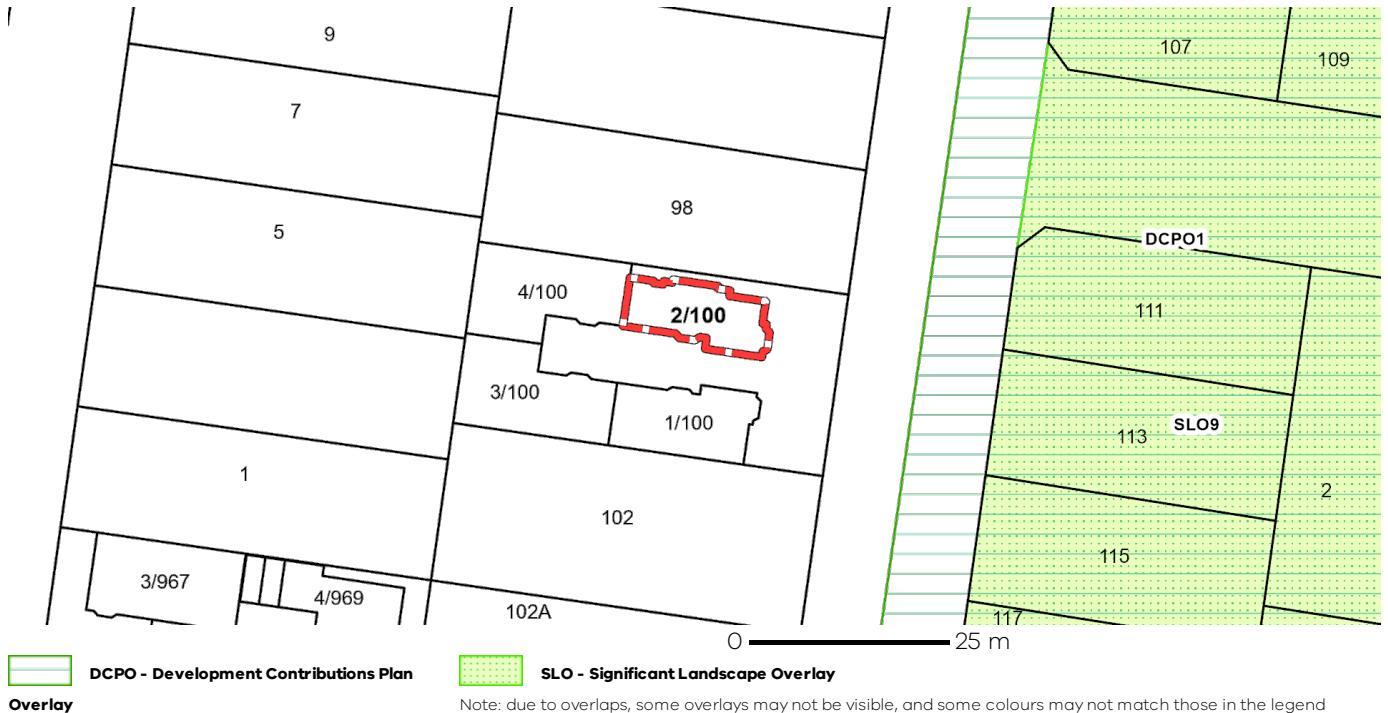 9
107
109
7
98
5
DCPO1
4/100
2/100
111
3/100
1/100
113
SLO9
1
2
102
115
3/967
4/969
102A
117
0 25 m
DCPO - Development Contributions Plan
Overlay
SLO - Significant Landscape Overlay
Note: due to overlaps, some overlays may not be visible, and some colours may not match those in the legend